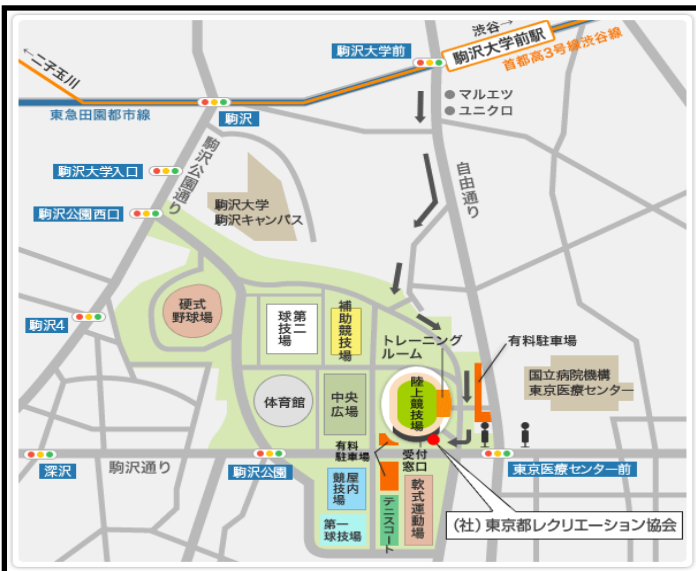 渋谷→
駒沢大学前
駒沢大学前駅
首都高3号線渋谷線
←二子玉川
東急田園都市線
駒沢
マルエツ
ユニクロ
駒沢公園通り
駒沢大学入口
自由通り
駒沢大学
駒沢キャンパス
駒沢公園西口
硬式
野球場
第二
球技場
補助競技場
トレーニング
ルーム
有料駐車場
駒沢4
国立病院機構
東京医療センター
体育館
中央
広場
陸上競技場
有料
駐車場
受付
窓口
深沢
駒沢通り
駒沢公園
東京医療センター前
屋内
競技場
テニスコート
軟式運動場
第一
球技場
(社)東京都レクリエーション協会